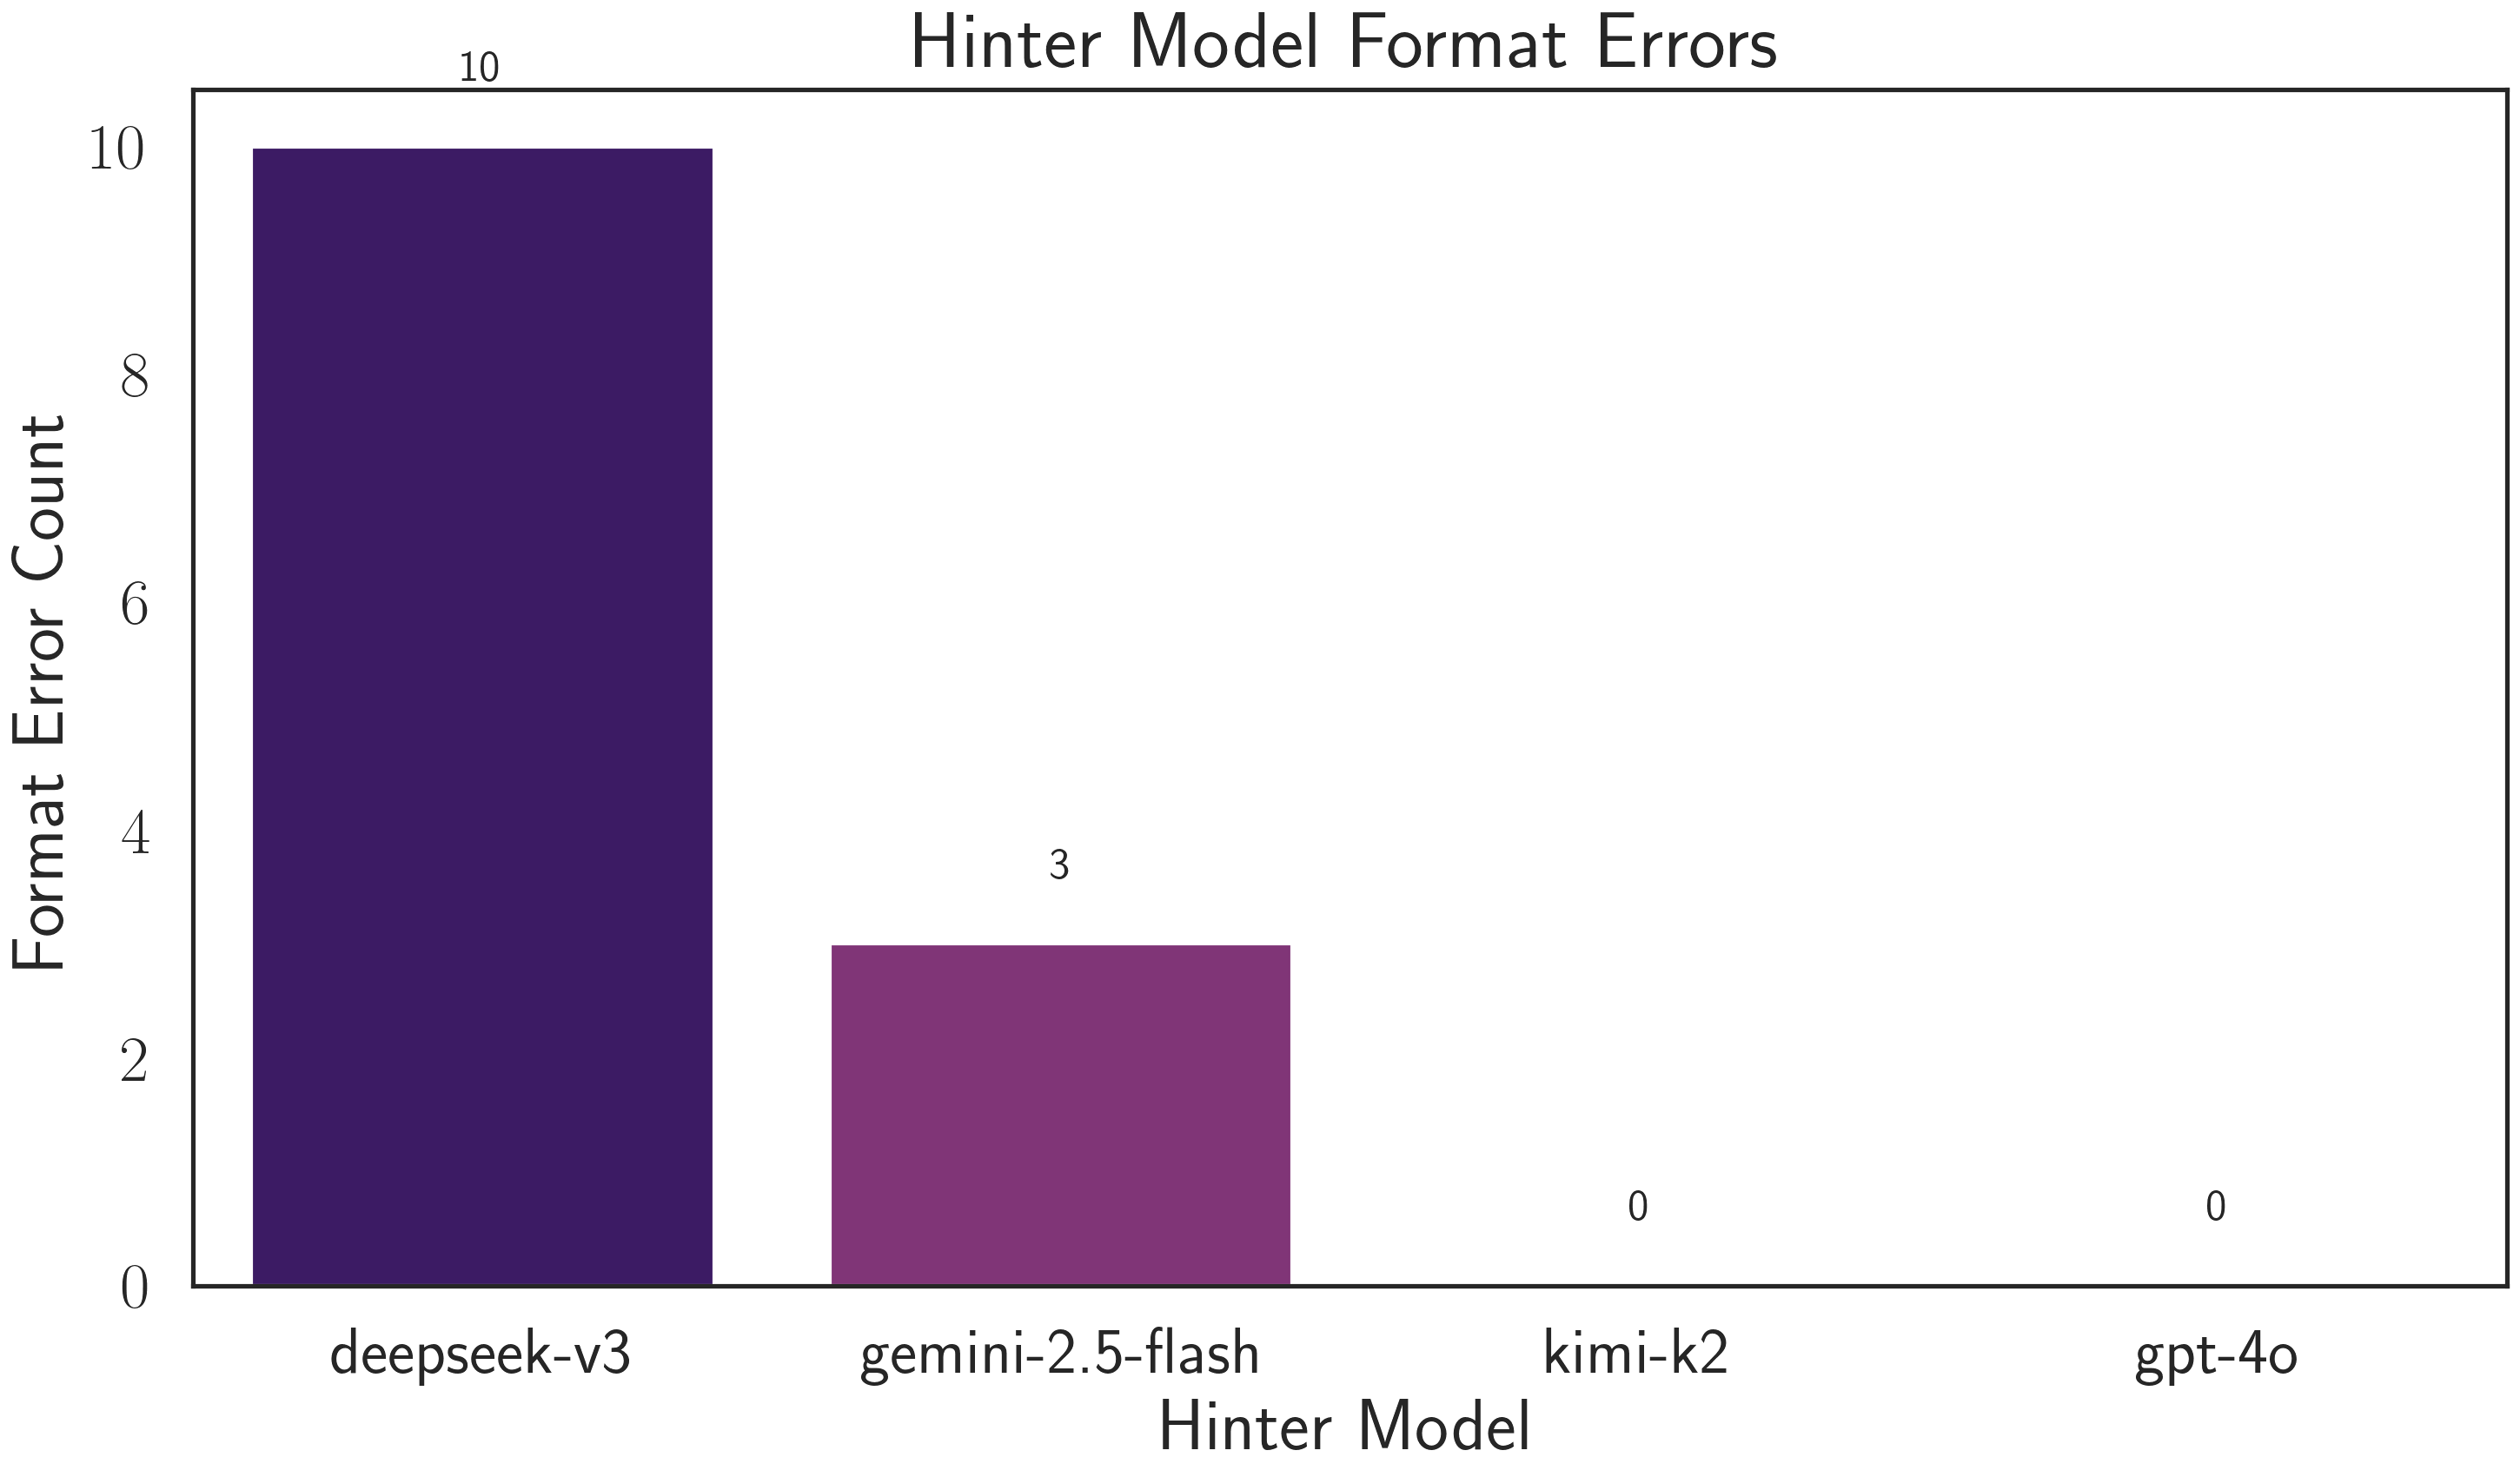 Hinter Model Format Errors
10
10
8
6
4
2
0
Format Error Count
3
0
0
deepseek-v3
gemini-2.5-flash
kimi-k2
gpt-4o
Hinter Model